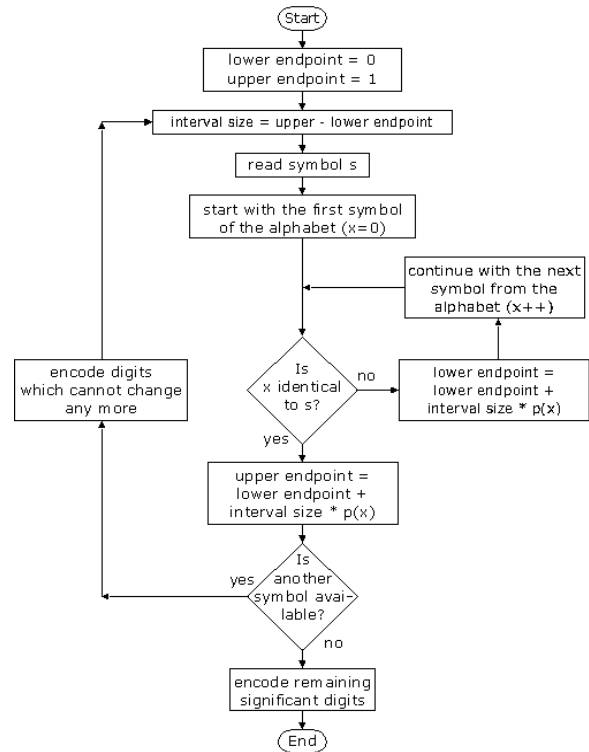 Start
lower endpoint = 0
upper endpoint = 1
interval size = upper - lower endpoint
read symbol s
start with the first symbol
of the alphabet (x=0)
continue with the next
symbol from the
alphabet (x++)
Is
x identical
to s?
no
lower endpoint =
lower endpoint +
interval size * p(x)
encode digits
which cannot change
any more
yes
upper endpoint =
lower endpoint +
interval size * p(x)
Is
another
symbol avai-
lable?
yes
no
encode remaining
significant digits
End